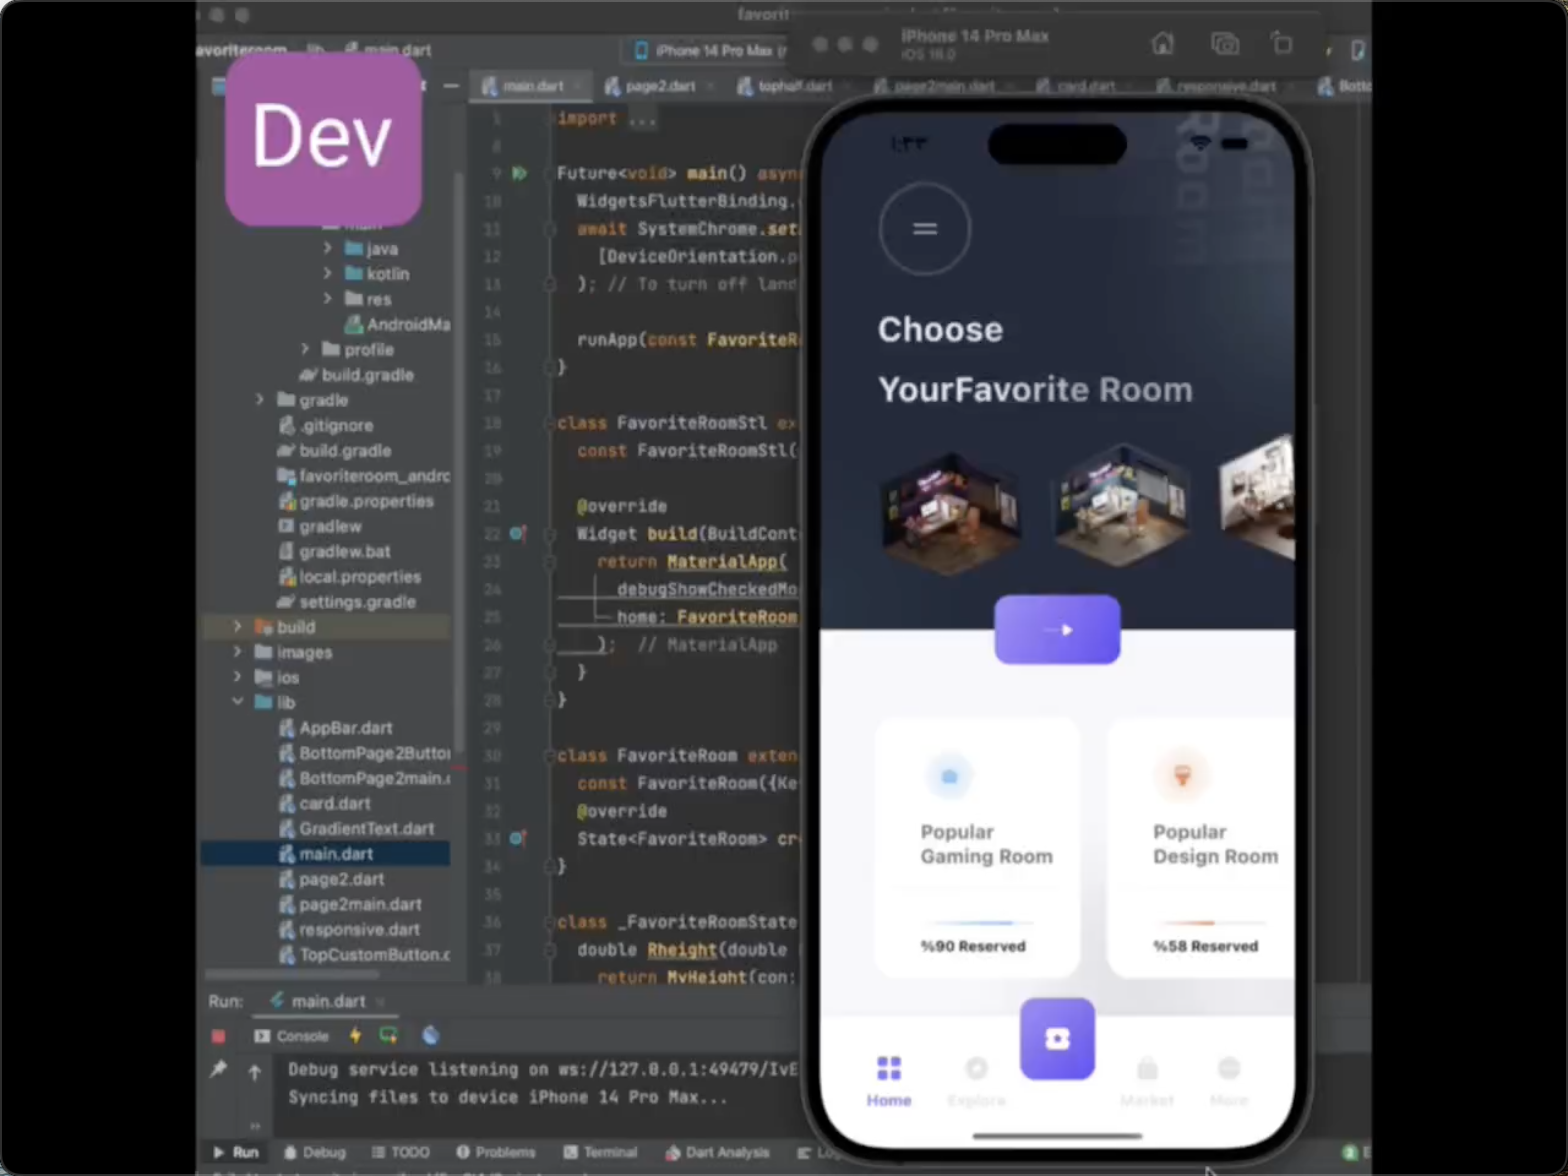 favorit
avoriteroom lib main.dart
iPhone 14 Pro Max
iPhone 14 Pro Max
iOS 16.0
Dev
main.dart
page2.dart
tophalf.dart
page2main.dart
card.dart
responsive.dart
Botto
main
java
kotlin
res
AndroidMa
profile
build.gradle
gradle
.gitignore
build.gradle
favoriteroom_andro
gradle.properties
gradlew
gradlew.bat
local.properties
settings.gradle
build
images
ios
lib
AppBar.dart
BottomPage2Button
BottomPage2main.d
card.dart
GradientText.dart
main.dart
page2.dart
page2main.dart
responsive.dart
TopCustomButton.d
1 import ...
8
9 Future<void> main() async
10 WidgetsFlutterBinding.
11 await SystemChrome.set
12 [DeviceOrientation.p
13 ); // To turn off land
14
15 runApp(const FavoriteR
16 }
17
18 class FavoriteRoomStl ex
19 const FavoriteRoomStl(
20
21 @override
22 Widget build(BuildCont
23 return MaterialApp(
24 debugShowCheckedMo
25 home: FavoriteRoom
26 ); // MaterialApp
27 }
28 }
29
30 class FavoriteRoom exten
31 const FavoriteRoom({Ke
32 @override
33 State<FavoriteRoom> cr
34 }
35
36 class _FavoriteRoomState
37 double Rheight(double
38 return MyHeight(con:
١:٣٣
Room
Choose
YourFavorite Room
Popular
Gaming Room
%90 Reserved
Popular
Design Room
%58 Reserved
Home
Explore
Market
More
Run: main.dart
Console
Debug service listening on ws://127.0.0.1:49479/IvE
Syncing files to device iPhone 14 Pro Max...
Run
Debug
TODO
Problems
Terminal
Dart Analysis